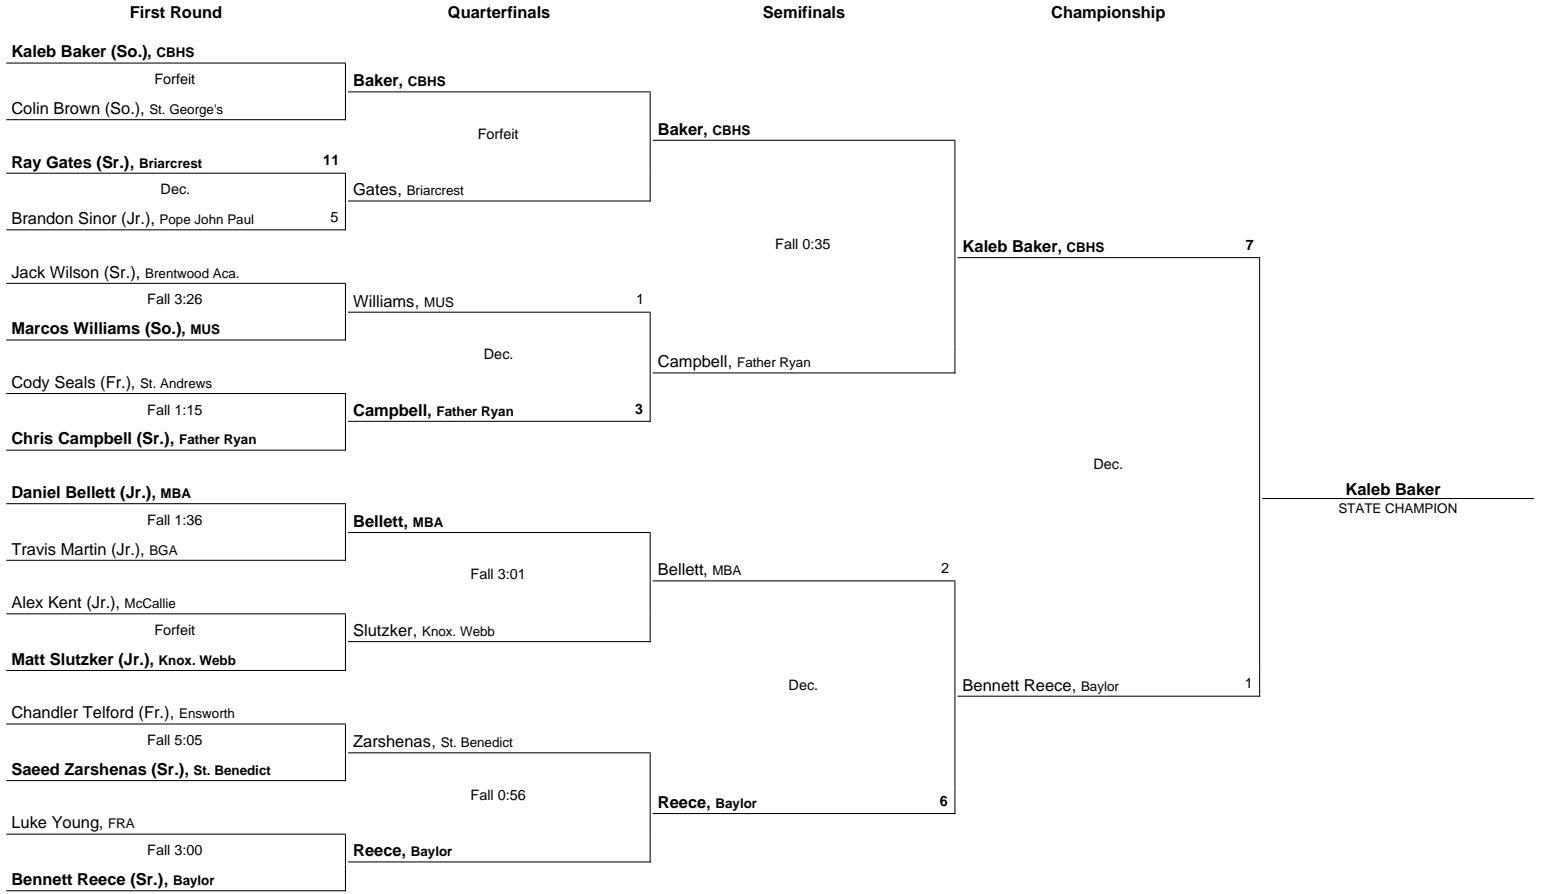 First Round Quarterfinals Semifinals Championship
Kaleb Baker (So.), CBHS
Forfeit
Colin Brown (So.), St. George's
Ray Gates (Sr.), Briarcrest 11
Dec.
Brandon Sinor (Jr.), Pope John Paul 5
Jack Wilson (Sr.), Brentwood Aca.
Fall 3:26
Marcos Williams (So.), MUS
Cody Seals (Fr.), St. Andrews
Fall 1:15
Chris Campbell (Sr.), Father Ryan
Daniel Bellett (Jr.), MBA
Fall 1:36
Travis Martin (Jr.), BGA
Alex Kent (Jr.), McCallie
Forfeit
Matt Slutzker (Jr.), Knox. Webb
Chandler Telford (Fr.), Ensworth
Fall 5:05
Saeed Zarshenas (Sr.), St. Benedict
Luke Young, FRA
Fall 3:00
Bennett Reece (Sr.), Baylor
Baker, CBHS
Forfeit
Gates, Briarcrest
Williams, MUS 1
Dec.
Campbell, Father Ryan 3
Bellett, MBA
Fall 3:01
Slutzker, Knox. Webb
Zarshenas, St. Benedict
Fall 0:56
Reece, Baylor
Baker, CBHS
Fall 0:35
Campbell, Father Ryan
Bellett, MBA 2
Dec.
Reece, Baylor 6
Kaleb Baker, CBHS 7
Dec.
Bennett Reece, Baylor 1
Kaleb Baker
STATE CHAMPION